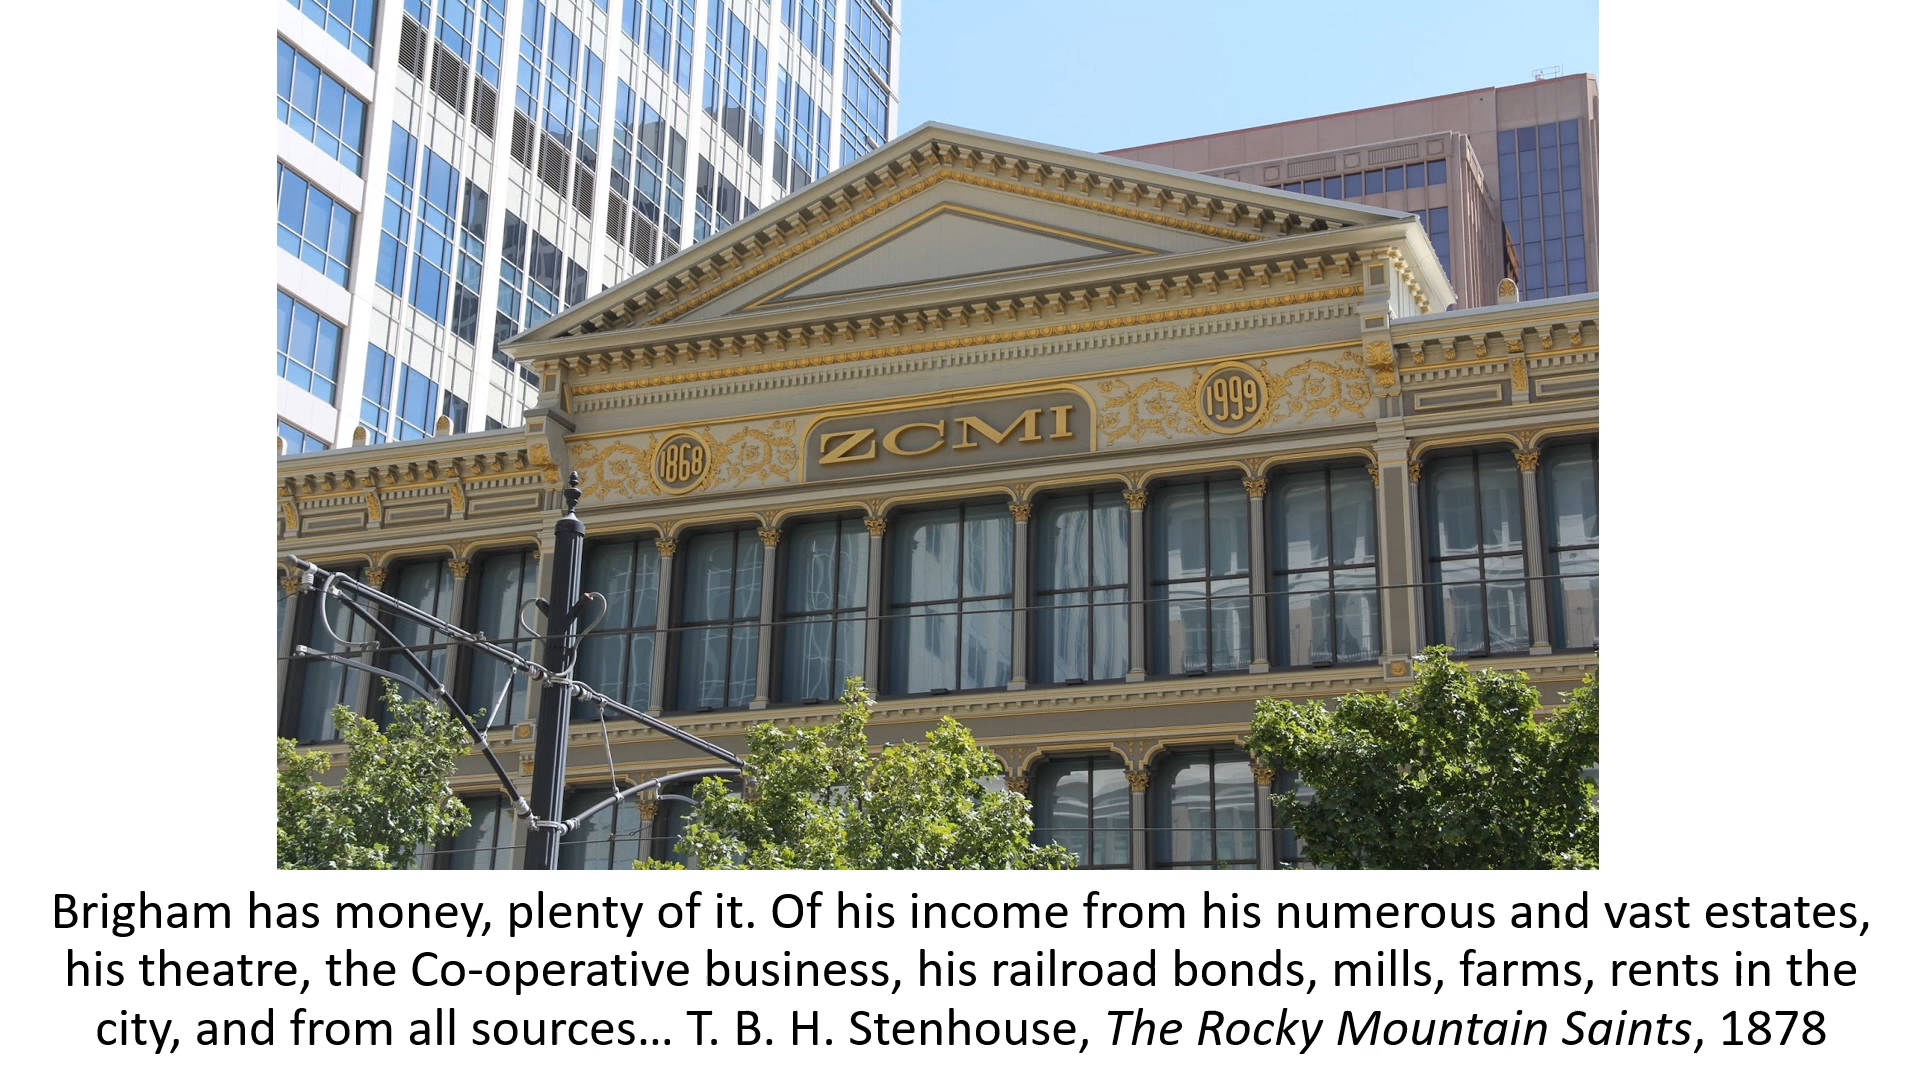 1868 ZCMI 1999
Brigham has money, plenty of it. Of his income from his numerous and vast estates,
his theatre, the Co-operative business, his railroad bonds, mills, farms, rents in the
city, and from all sources... T. B. H. Stenhouse, The Rocky Mountain Saints, 1878